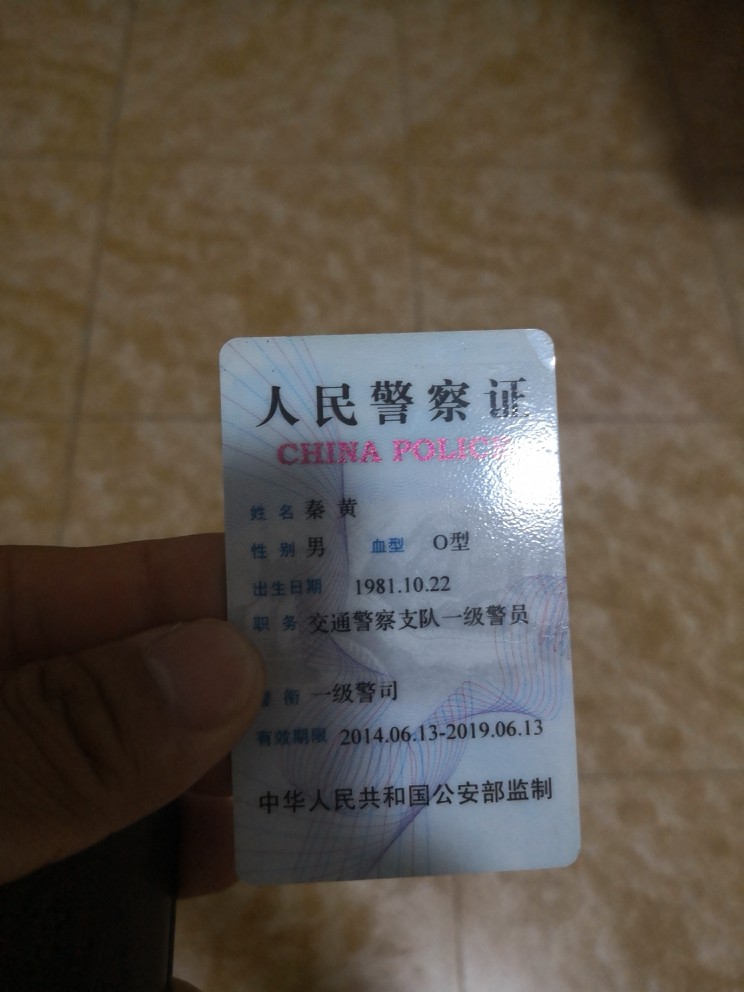 人民警察证
CHINA POLICE
姓名 秦黄
性别 男 血型 O型
出生日期 1981.10.22
职务 交通警察支队一级警员
警衔 一级警司
有效期限 2014.06.13-2019.06.13
中华人民共和国公安部监制